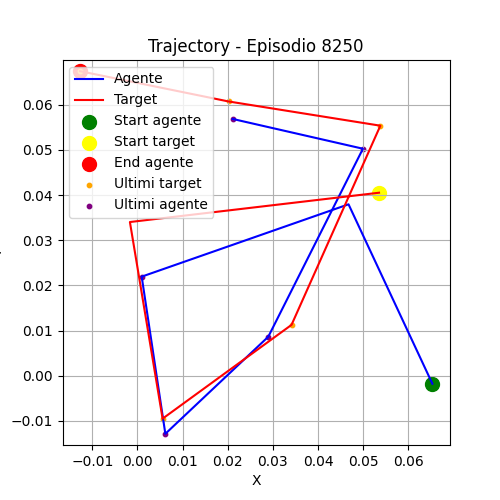 Trajectory - Episodio 8250
Agente
Target
Start agente
Start target
End agente
Ultimi target
Ultimi agente
0.06
0.05
0.04
0.03
0.02
0.01
0.00
−0.01
−0.01 0.00 0.01 0.02 0.03 0.04 0.05 0.06
X